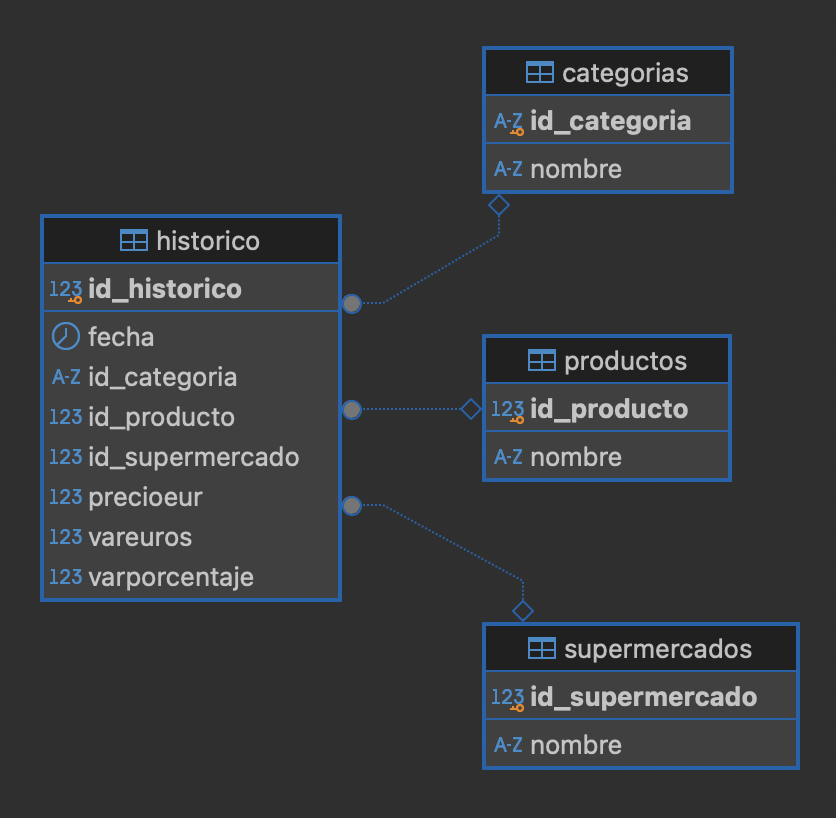 categorias
A-Z id_categoria
A-Z nombre
historico
123 id_historico
fecha
A-Z id_categoria
123 id_producto
123 id_supermercado
123 precioeur
123 vareuros
123 varporcentaje
productos
123 id_producto
A-Z nombre
supermercados
123 id_supermercado
A-Z nombre